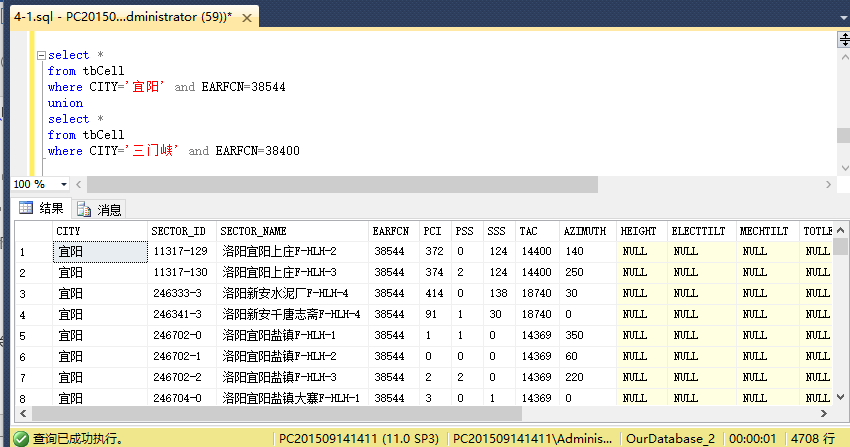 4-1.sql - PC20150...dministrator (59))*
select *
from tbCell
where CITY='宜阳' and EARFCN=38544
union
select *
from tbCell
where CITY='三门峡' and EARFCN=38400
100 %
结果 消息
CITY SECTOR_ID SECTOR_NAME EARFCN PCI PSS SSS TAC AZIMUTH HEIGHT ELECTTILT MECHTILT TOTLE
1 宜阳 11317-129 洛阳宜阳上庄F-HLH-2 38544 372 0 124 14400 140 NULL NULL NULL NULL
2 宜阳 11317-130 洛阳宜阳上庄F-HLH-3 38544 374 2 124 14400 250 NULL NULL NULL NULL
3 宜阳 246333-3 洛阳新安水泥厂F-HLH-4 38544 414 0 138 18740 30 NULL NULL NULL NULL
4 宜阳 246341-3 洛阳新安千唐志斋F-HLH-4 38544 91 1 30 18740 0 NULL NULL NULL NULL
5 宜阳 246702-0 洛阳宜阳盐镇F-HLH-1 38544 1 1 0 14369 350 NULL NULL NULL NULL
6 宜阳 246702-1 洛阳宜阳盐镇F-HLH-2 38544 0 0 0 14369 60 NULL NULL NULL NULL
7 宜阳 246702-2 洛阳宜阳盐镇F-HLH-3 38544 2 2 0 14369 220 NULL NULL NULL NULL
8 宜阳 246704-0 洛阳宜阳盐镇大寨F-HLH-1 38544 3 0 1 14369 0 NULL NULL NULL NULL
查询已成功执行。 PC201509141411 (11.0 SP3) PC201509141411\Adminis... OurDatabase_2 00:00:01 4708 行